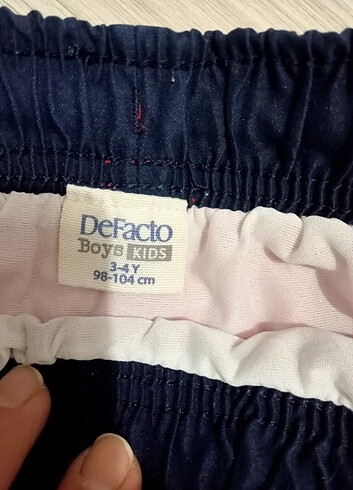 DeFacto
Boys KIDS
3-4 Y
98-104 cm